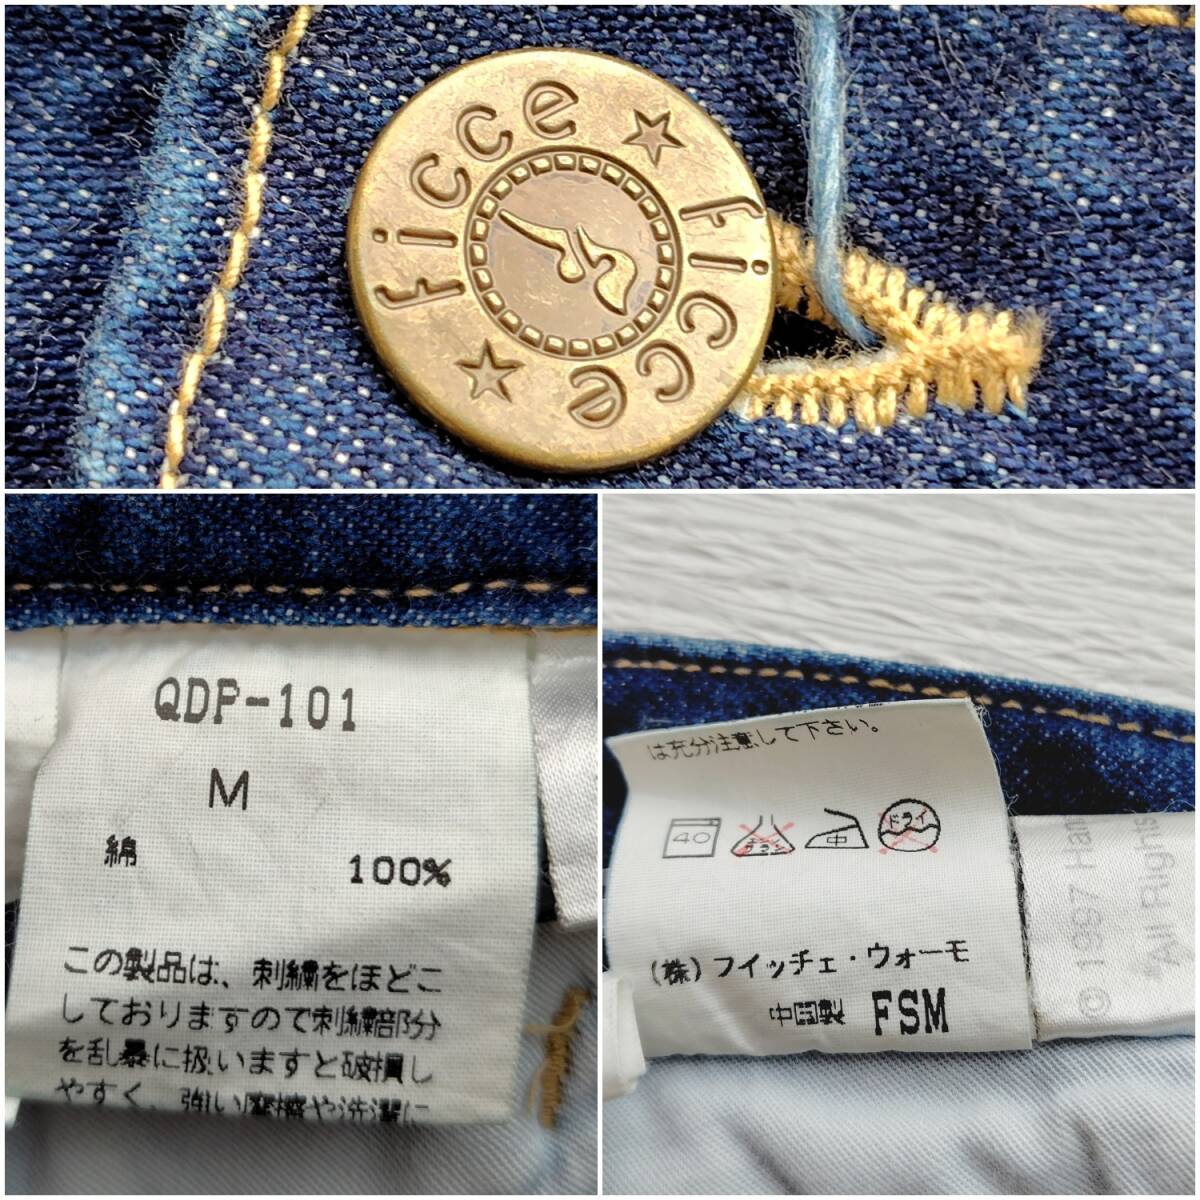 ficce ★ ficce ★
QDP-101
M
綿 100%
この製品は、刺繍をほどこ
しておりますので刺繍部分
を乱暴に扱いますと破損し
やすく、強い摩擦や洗濯に
は充分注意して下さい。
40 中 ドライ
(株)フイッチェ・ウォーモ
中国製 FSM
© 1997 Han
All Rights